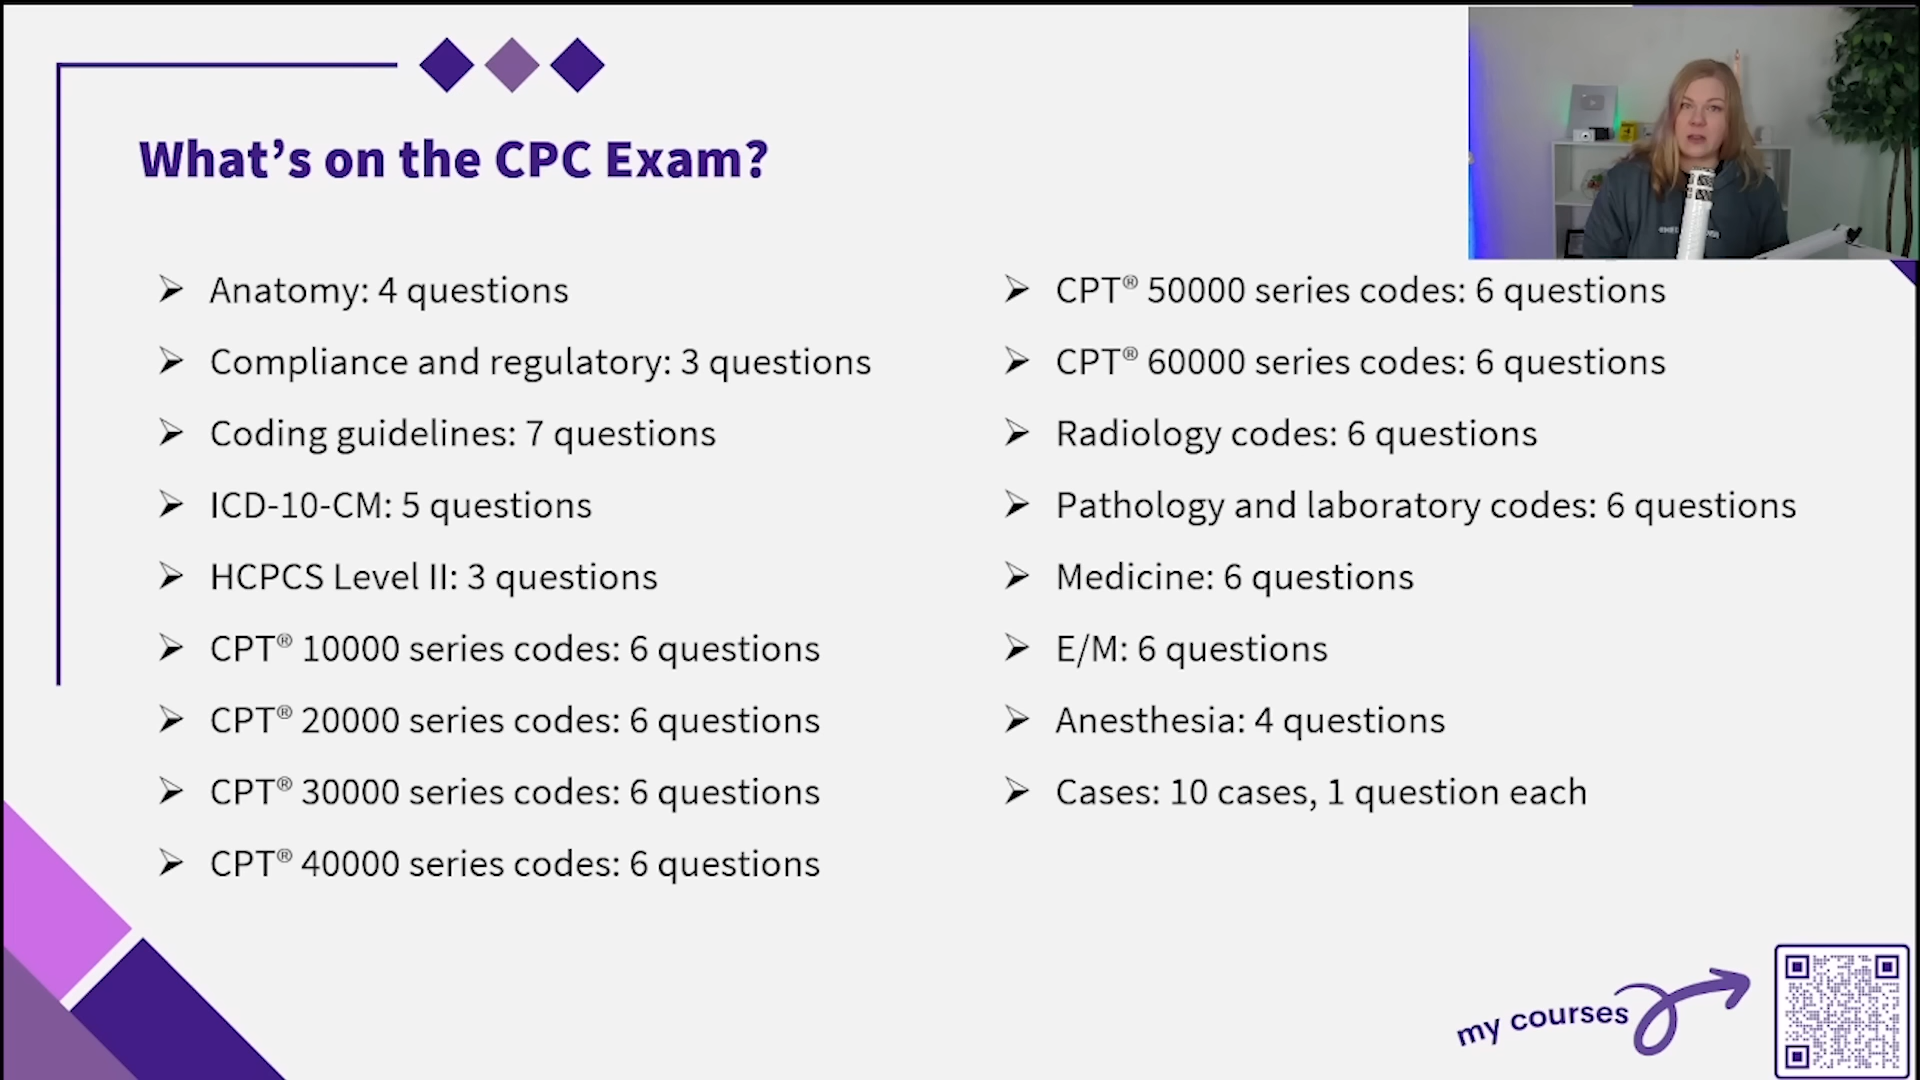 What's on the CPC Exam?
Anatomy: 4 questions
Compliance and regulatory: 3 questions
Coding guidelines: 7 questions
ICD-10-CM: 5 questions
HCPCS Level II: 3 questions
CPT® 10000 series codes: 6 questions
CPT® 20000 series codes: 6 questions
CPT® 30000 series codes: 6 questions
CPT® 40000 series codes: 6 questions
CPT® 50000 series codes: 6 questions
CPT® 60000 series codes: 6 questions
Radiology codes: 6 questions
Pathology and laboratory codes: 6 questions
Medicine: 6 questions
E/M: 6 questions
Anesthesia: 4 questions
Cases: 10 cases, 1 question each
my courses